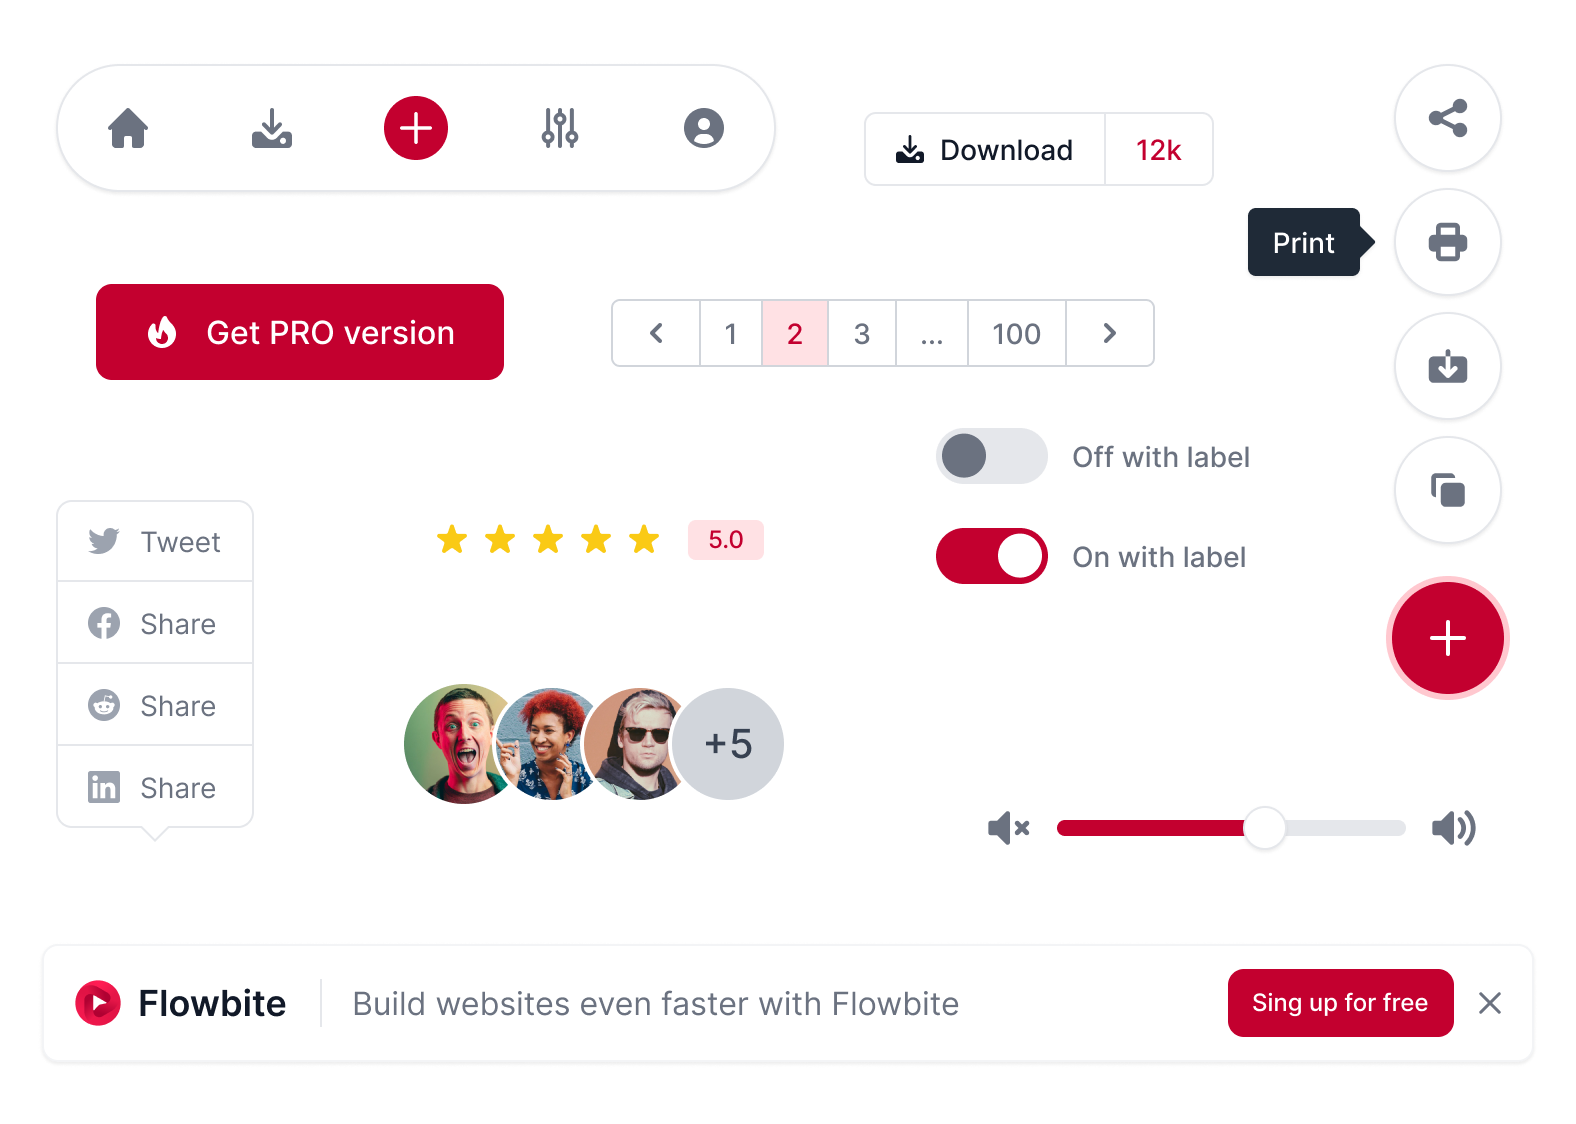 Download 12k
Print
Get PRO version
1 2 3 ... 100
Off with label
Tweet
5.0
On with label
Share
Share
Share
+5
Flowbite
Build websites even faster with Flowbite
Sing up for free